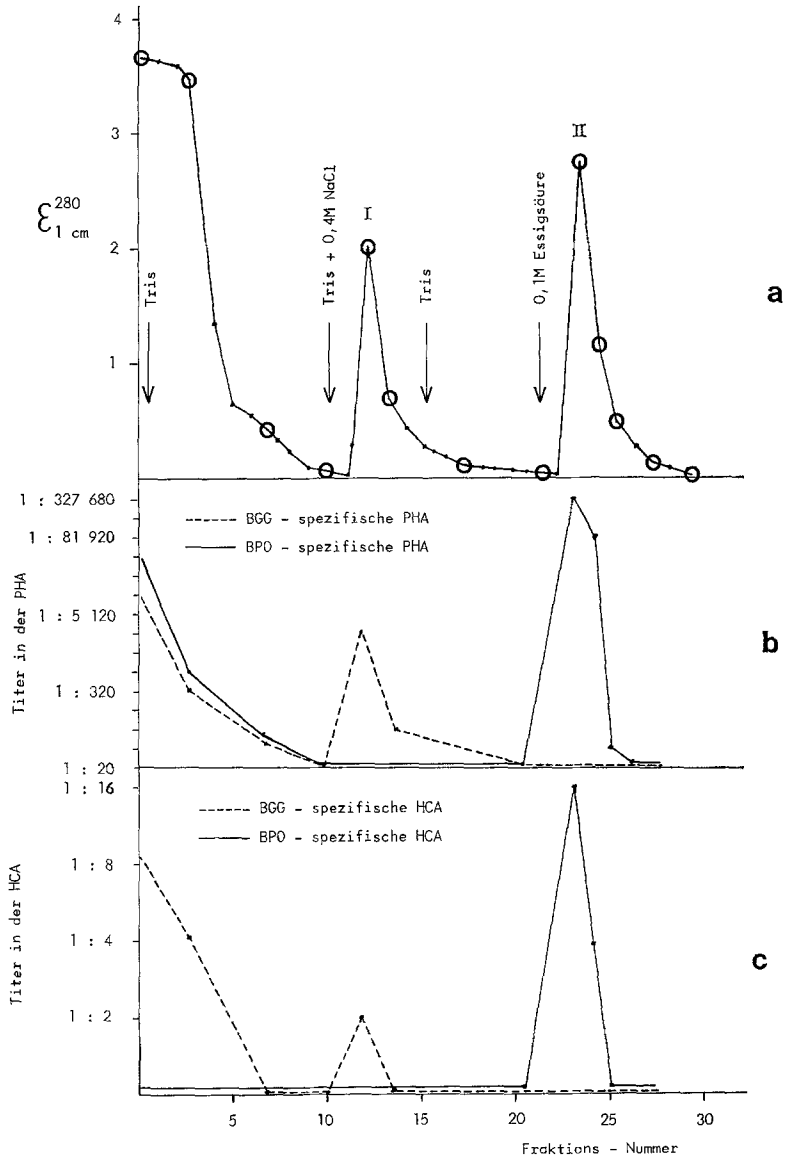 4
3
2
1
ε 280 1 cm
Tris
Tris + 0,4M NaCl
Tris
0,1M Essigsäure
I
II
a
1 : 327 680
1 : 81 920
1 : 5 120
1 : 320
1 : 20
Titer in der PHA
BGG - spezifische PHA
BPO - spezifische PHA
b
1 : 16
1 : 8
1 : 4
1 : 2
Titer in der HCA
BGG - spezifische HCA
BPO - spezifische HCA
c
5 10 15 20 25 30
Fraktions - Nummer